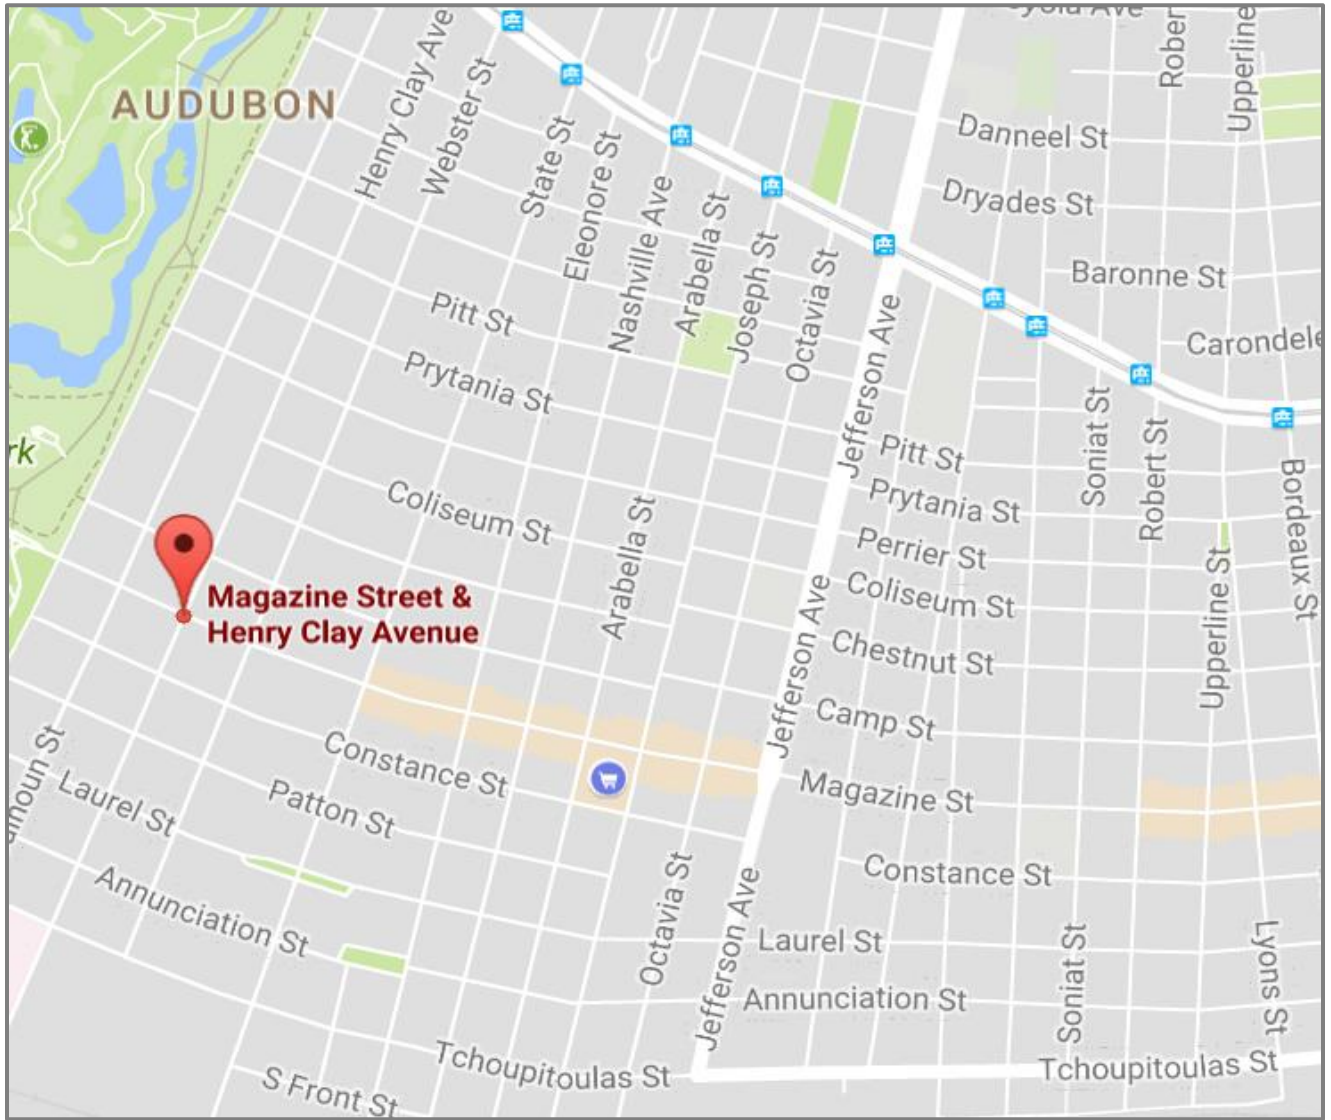 AUDUBON
Henry Clay Ave
Webster St
State St
Eleonore St
Nashville Ave
Arabella St
Joseph St
Octavia St
Upperline
Danneel St
Dryades St
Baronne St
Pitt St
Prytania St
Jefferson Ave
Soniat St
Robert St
Bordeaux St
Pitt St
Prytania St
Perrier St
Coliseum St
Coliseum St
Arabella St
Upperline St
Magazine Street &
Henry Clay Avenue
Chestnut St
Jefferson Ave
Camp St
Magazine St
Constance St
Laurel St
Patton St
Constance St
Annunciation St
Octavia St
Jefferson Ave
Laurel St
Soniat St
Lyons St
Annunciation St
Tchoupitoulas St
Tchoupitoulas St
S Front St